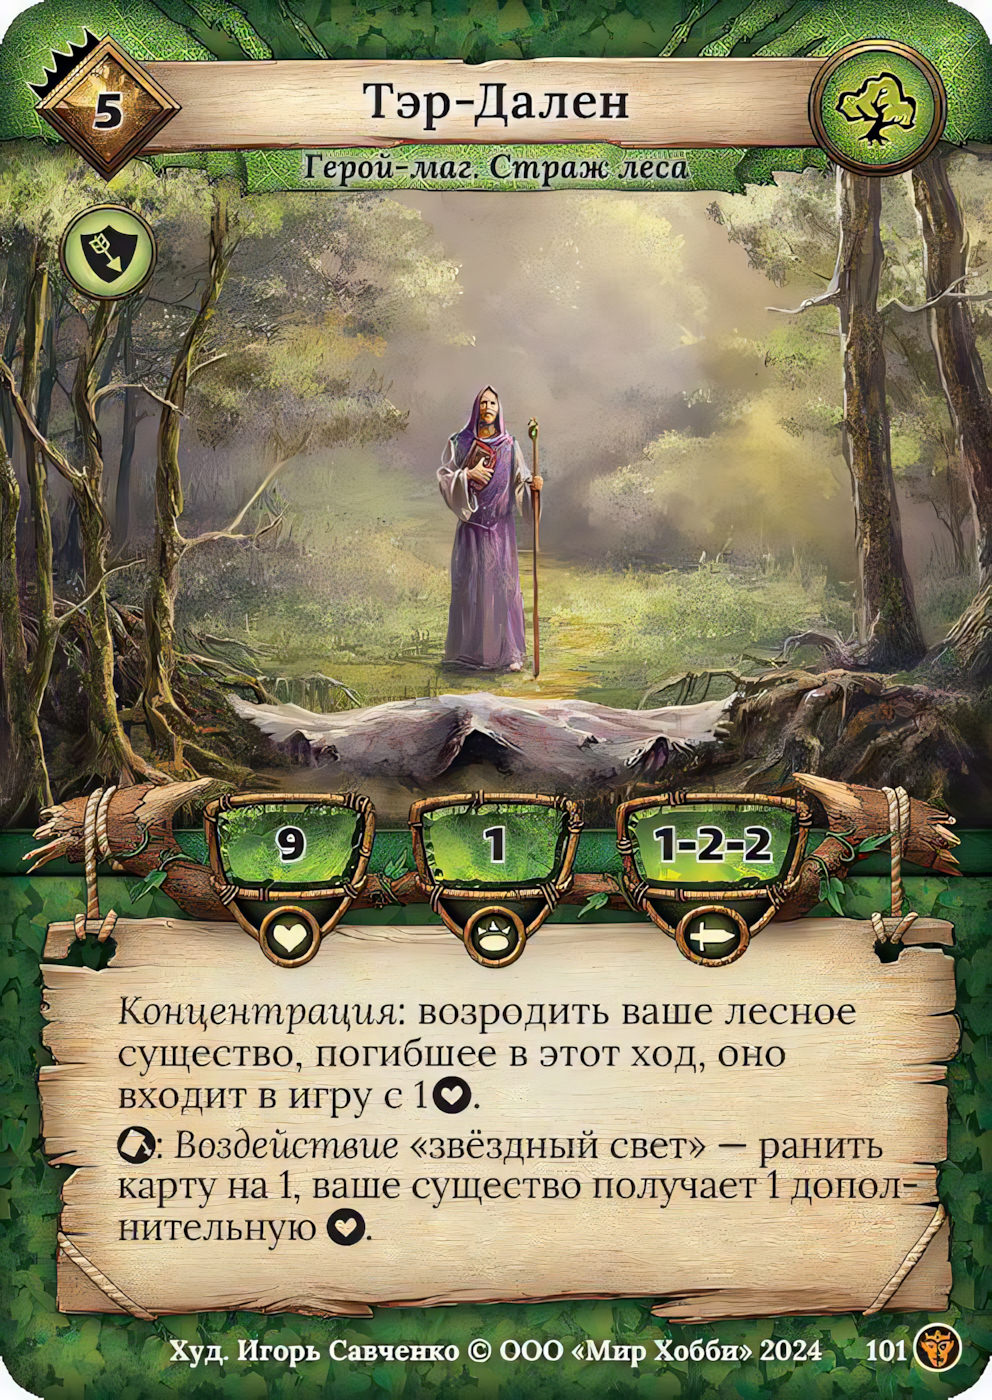 5
Тэр-Дален
Герой-маг. Страж леса
9
1
1-2-2
Концентрация: возродить ваше лесное
существо, погибшее в этот ход, оно
входит в игру с 1.
: Воздействие «звёздный свет» — ранить
карту на 1, ваше существо получает 1 допол-
нительную .
Худ. Игорь Савченко © ООО «Мир Хобби» 2024 101